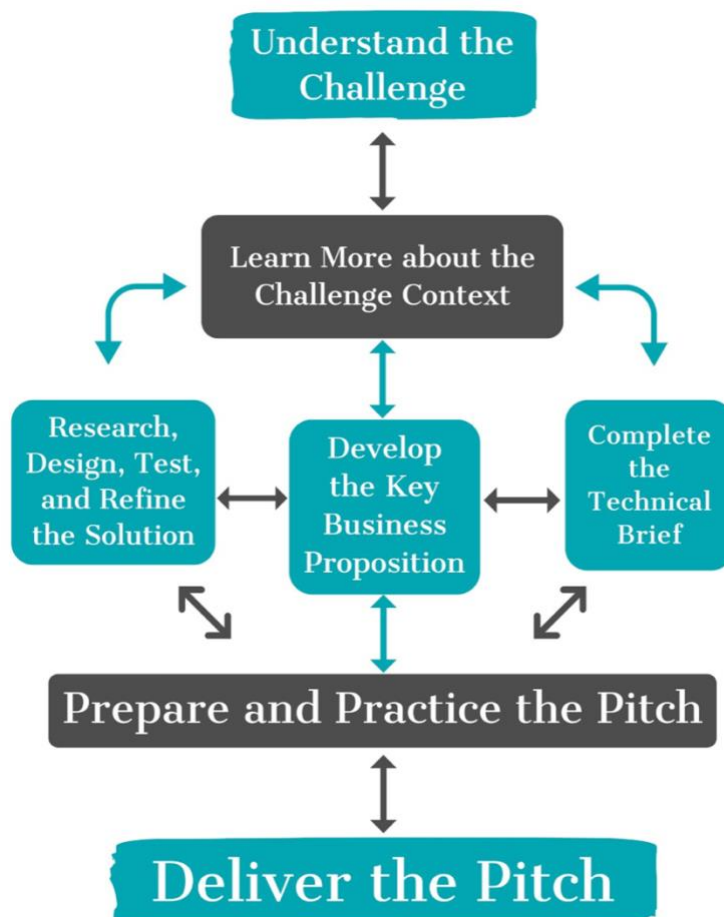 Understand the
Challenge
Learn More about the
Challenge Context
Research,
Design, Test,
and Refine
the Solution
Develop
the Key
Business
Proposition
Complete
the
Technical
Brief
Prepare and Practice the Pitch
Deliver the Pitch